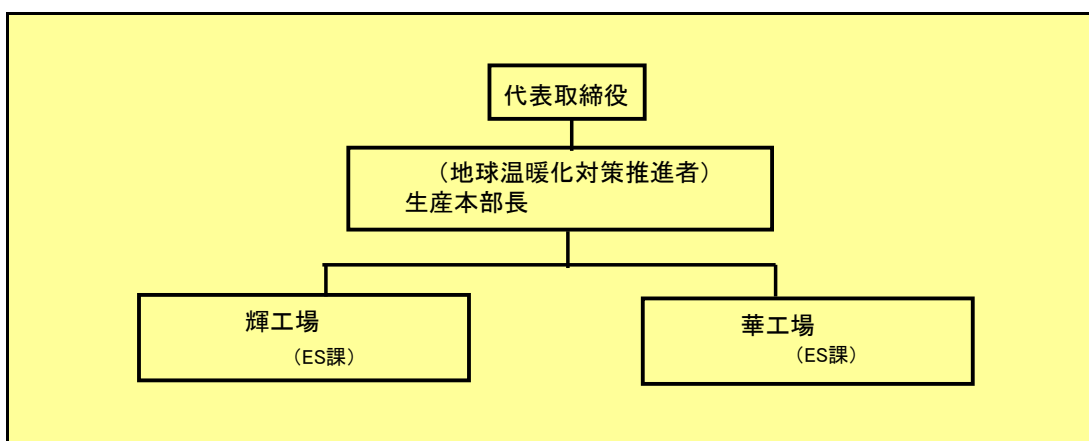 代表取締役
（地球温暖化対策推進者）
生産本部長
輝工場
（ES課）
華工場
（ES課）